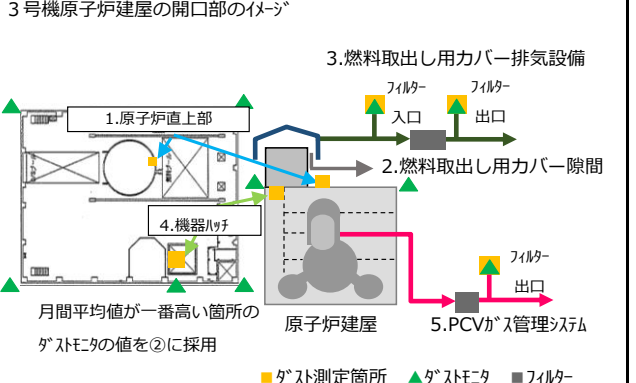 ３号機原子炉建屋の開口部のｲﾒｰｼﾞ
3.燃料取出し用カバー排気設備
ﾌｨﾙﾀｰ
ﾌｨﾙﾀｰ
入口
出口
1.原子炉直上部
2.燃料取出し用カバー隙間
4.機器ﾊｯﾁ
ﾌｨﾙﾀｰ
出口
月間平均値が一番高い箇所の
ﾀﾞｽﾄﾓﾆﾀの値を②に採用
原子炉建屋
5.PCVｶﾞｽ管理ｼｽﾃﾑ
ﾀﾞｽﾄ測定箇所
ﾀﾞｽﾄﾓﾆﾀ
ﾌｨﾙﾀｰ